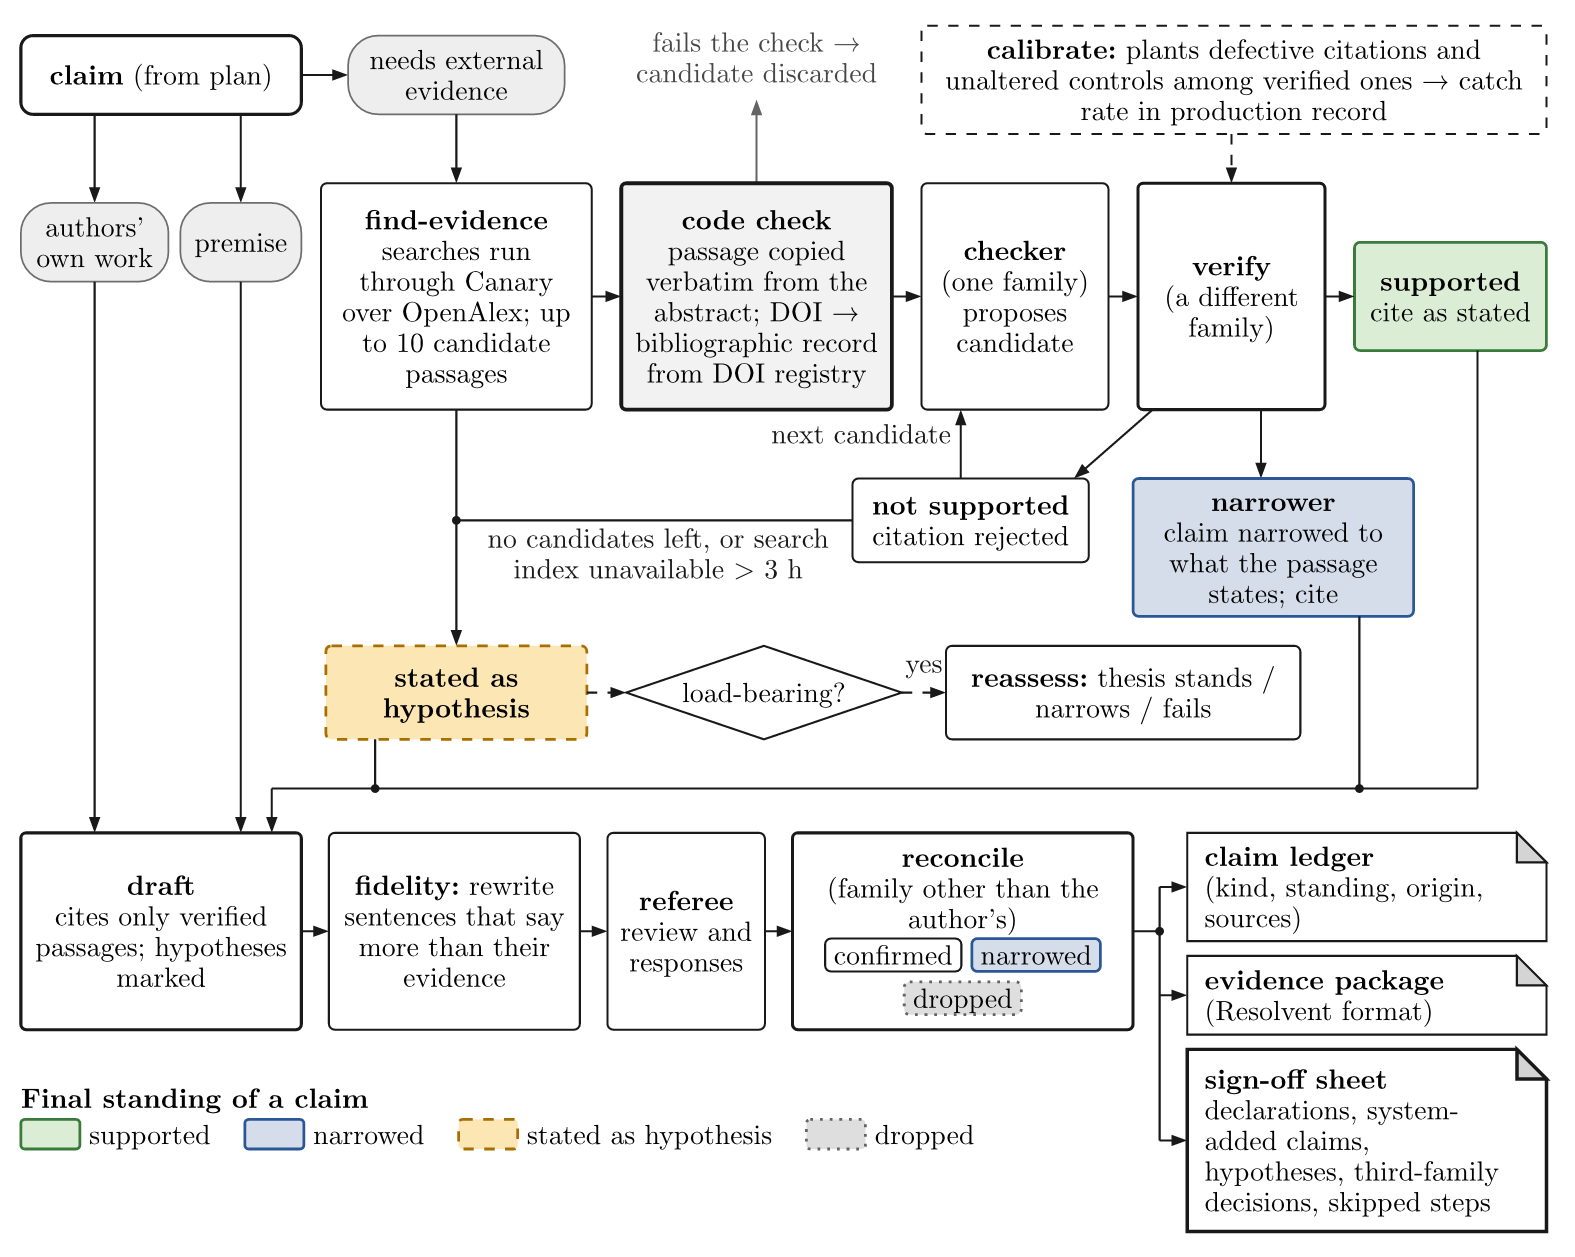 claim (from plan)
needs external
evidence
fails the check →
candidate discarded
calibrate: plants defective citations and
unaltered controls among verified ones → catch
rate in production record
authors'
own work
premise
find-evidence
searches run
through Canary
over OpenAlex; up
to 10 candidate
passages
code check
passage copied
verbatim from the
abstract; DOI →
bibliographic record
from DOI registry
checker
(one family)
proposes
candidate
verify
(a different
family)
supported
cite as stated
next candidate
not supported
citation rejected
narrower
claim narrowed to
what the passage
states; cite
no candidates left, or search
index unavailable > 3 h
stated as
hypothesis
load-bearing?
yes
reassess: thesis stands /
narrows / fails
draft
cites only verified
passages; hypotheses
marked
fidelity: rewrite
sentences that say
more than their
evidence
referee
review and
responses
reconcile
(family other than the
author's)
confirmed
narrowed
dropped
claim ledger
(kind, standing, origin,
sources)
evidence package
(Resolvent format)
sign-off sheet
declarations, system-
added claims,
hypotheses, third-family
decisions, skipped steps
Final standing of a claim
supported
narrowed
stated as hypothesis
dropped